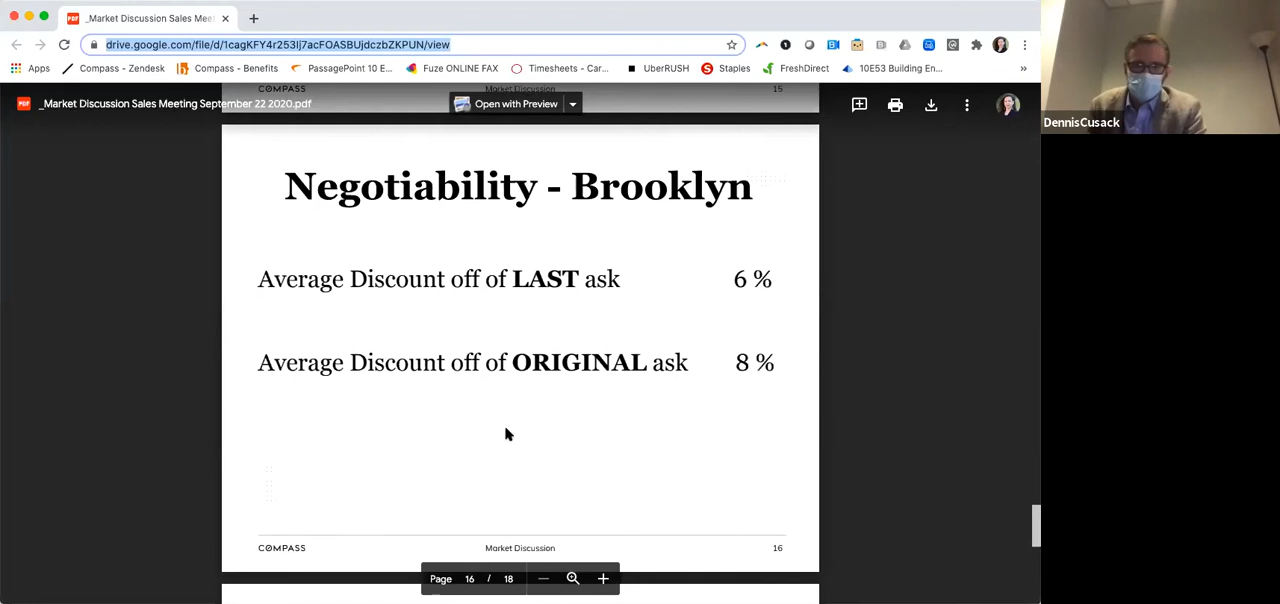 _Market Discussion Sales Meet
drive.google.com/file/d/1cagKFY4r253Ij7acFOASBUjdczbZKPUN/view
Apps
Compass - Zendesk
Compass - Benefits
PassagePoint 10 E...
Fuze ONLINE FAX
Timesheets - Car...
UberRUSH
Staples
FreshDirect
10E53 Building En...
»
COMPASS Market Discussion 15
PDF _Market Discussion Sales Meeting September 22 2020.pdf
Open with Preview
DennisCusack
Negotiability - Brooklyn
Average Discount off of LAST ask 6 %
Average Discount off of ORIGINAL ask 8 %
COMPASS Market Discussion 16
Page 16 / 18